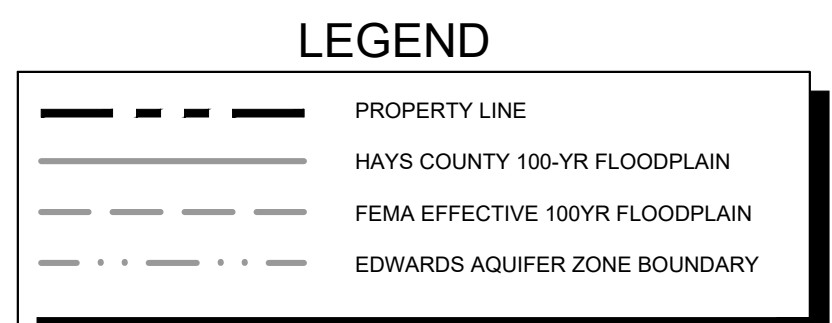 LEGEND
PROPERTY LINE
HAYS COUNTY 100-YR FLOODPLAIN
FEMA EFFECTIVE 100YR FLOODPLAIN
EDWARDS AQUIFER ZONE BOUNDARY